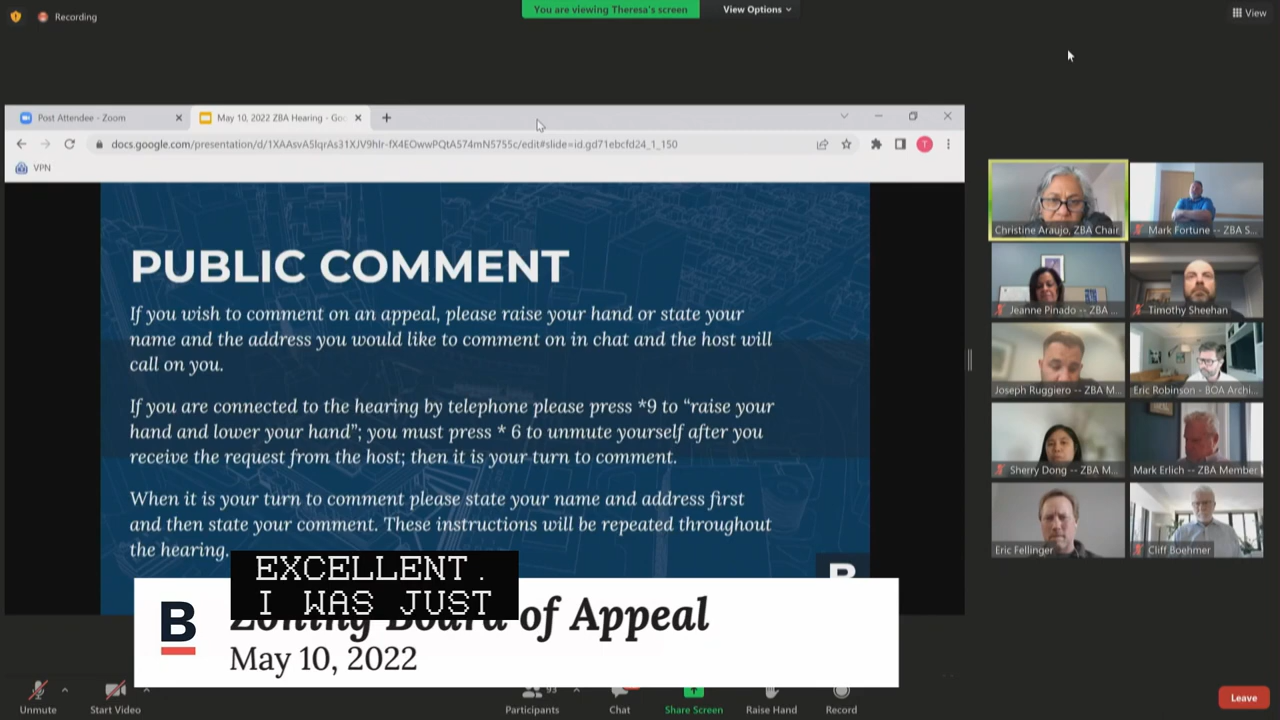 Recording
You are viewing Theresa's screen
View Options
View
Post Attendee - Zoom
May 10, 2022 ZBA Hearing - Goo
docs.google.com/presentation/d/1XAAsvA5lqrAs31XJV9hIr-fX4EOwwPQtA574mN5755c/edit#slide=id.gd71ebcfd24_1_150
T
VPN
PUBLIC COMMENT
If you wish to comment on an appeal, please raise your hand or state your
name and the address you would like to comment on in chat and the host will
call on you.
If you are connected to the hearing by telephone please press *9 to “raise your
hand and lower your hand”; you must press * 6 to unmute yourself after you
receive the request from the host; then it is your turn to comment.
When it is your turn to comment please state your name and address first
and then state your comment. These instructions will be repeated throughout
the hearing.
B
EXCELLENT.
I WAS JUST
B
Zoning Board of Appeal
May 10, 2022
Christine Araujo, ZBA Chair
Mark Fortune -- ZBA S...
Jeanne Pinado -- ZBA ...
Timothy Sheehan
Joseph Ruggiero -- ZBA M...
Eric Robinson - BOA Archi...
Sherry Dong -- ZBA M...
Mark Erlich -- ZBA Member
Eric Fellinger
Cliff Boehmer
Unmute
Start Video
93
Participants
Chat
Share Screen
Raise Hand
Record
Leave